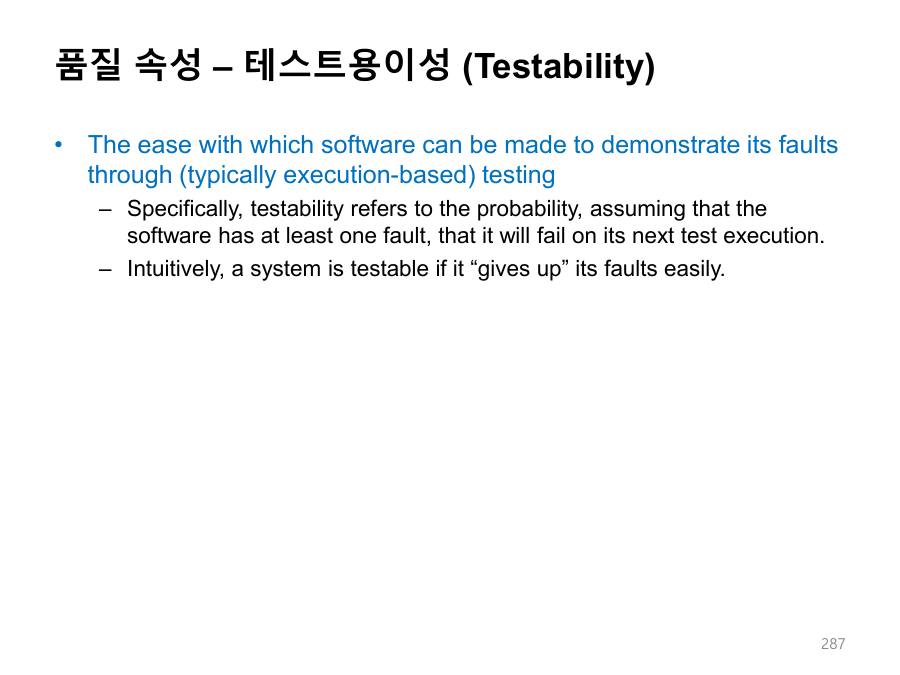 품질 속성 – 테스트용이성 (Testability)
• The ease with which software can be made to demonstrate its faults
through (typically execution-based) testing
– Specifically, testability refers to the probability, assuming that the
software has at least one fault, that it will fail on its next test execution.
– Intuitively, a system is testable if it “gives up” its faults easily.
287